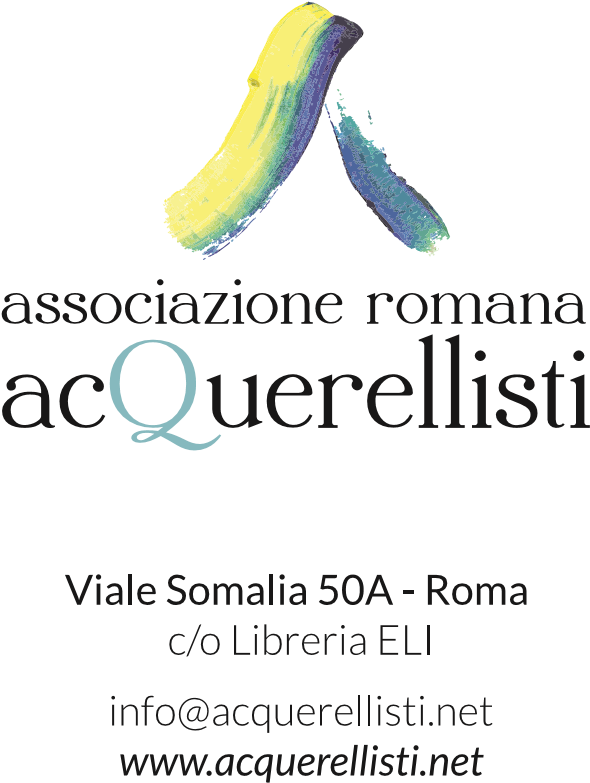 associazione romana
acQuerellisti
Viale Somalia 50A - Roma
c/o Libreria ELI
info@acquerellisti.net
www.acquerellisti.net